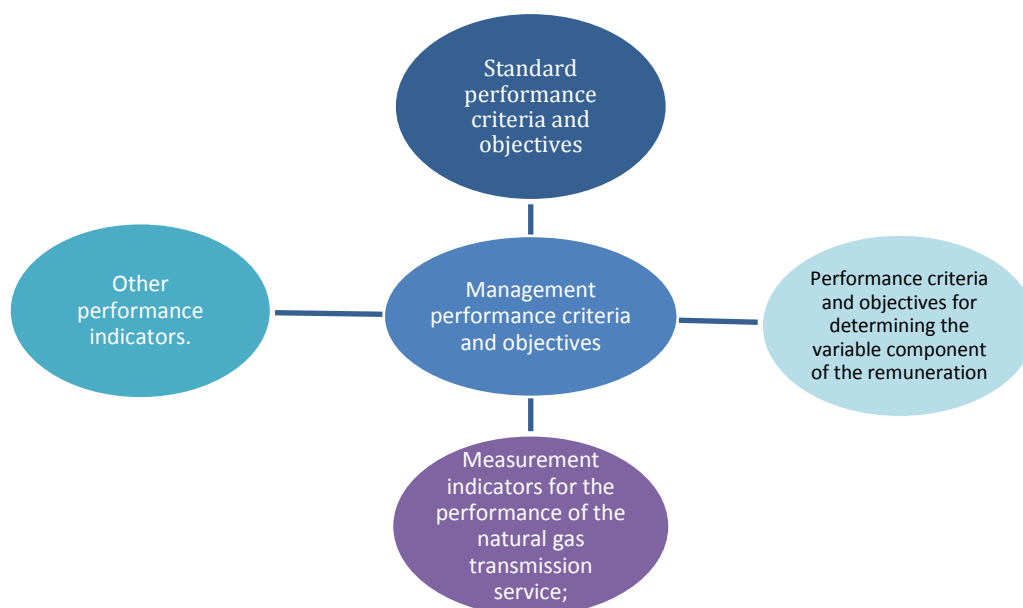 Standard
performance
criteria and
objectives
Other
performance
indicators.
Management
performance criteria
and objectives
Performance criteria
and objectives for
determining the
variable component
of the remuneration
Measurement
indicators for the
performance of the
natural gas
transmission
service;